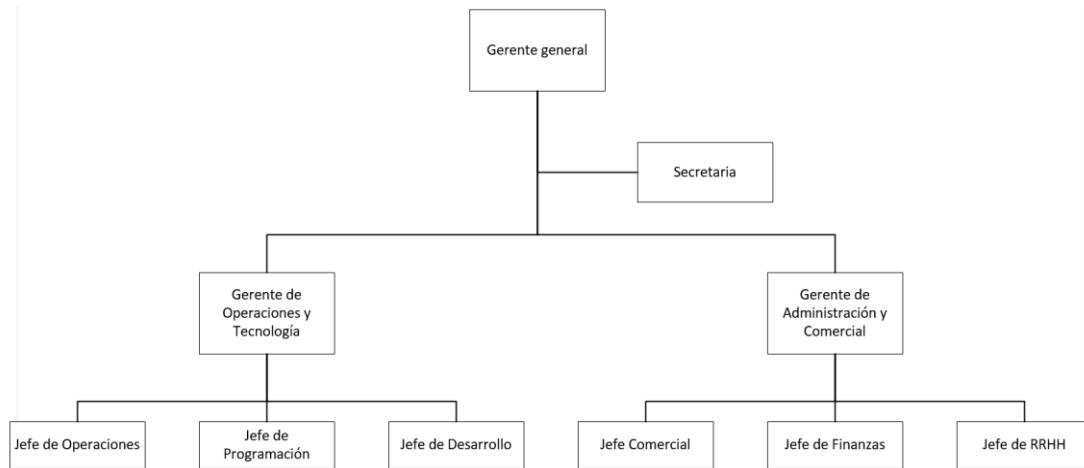 Gerente general
Secretaria
Gerente de
Operaciones y
Tecnología
Gerente de
Administración y
Comercial
Jefe de Operaciones
Jefe de
Programación
Jefe de Desarrollo
Jefe Comercial
Jefe de Finanzas
Jefe de RRHH